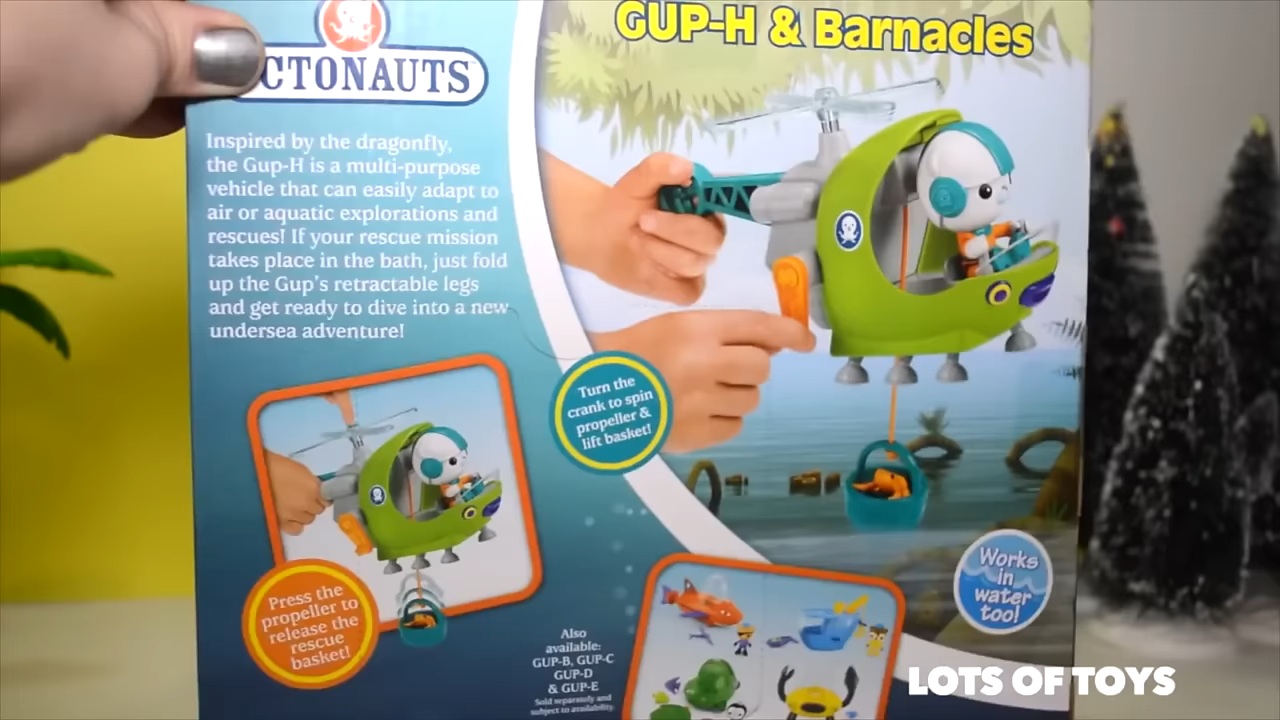 CTONAUTS
GUP-H & Barnacles
Inspired by the dragonfly,
the Gup-H is a multi-purpose
vehicle that can easily adapt to
air or aquatic explorations and
rescues! If your rescue mission
takes place in the bath, just fold
up the Gup's retractable legs
and get ready to dive into a new
undersea adventure!
Turn the
crank to spin
propeller &
lift basket!
Press the
propeller to
release the
rescue
basket!
Works
in
water
too!
Also
available:
GUP-B, GUP-C
GUP-D
& GUP-E
Sold separately and
subject to availability.
LOTS OF TOYS